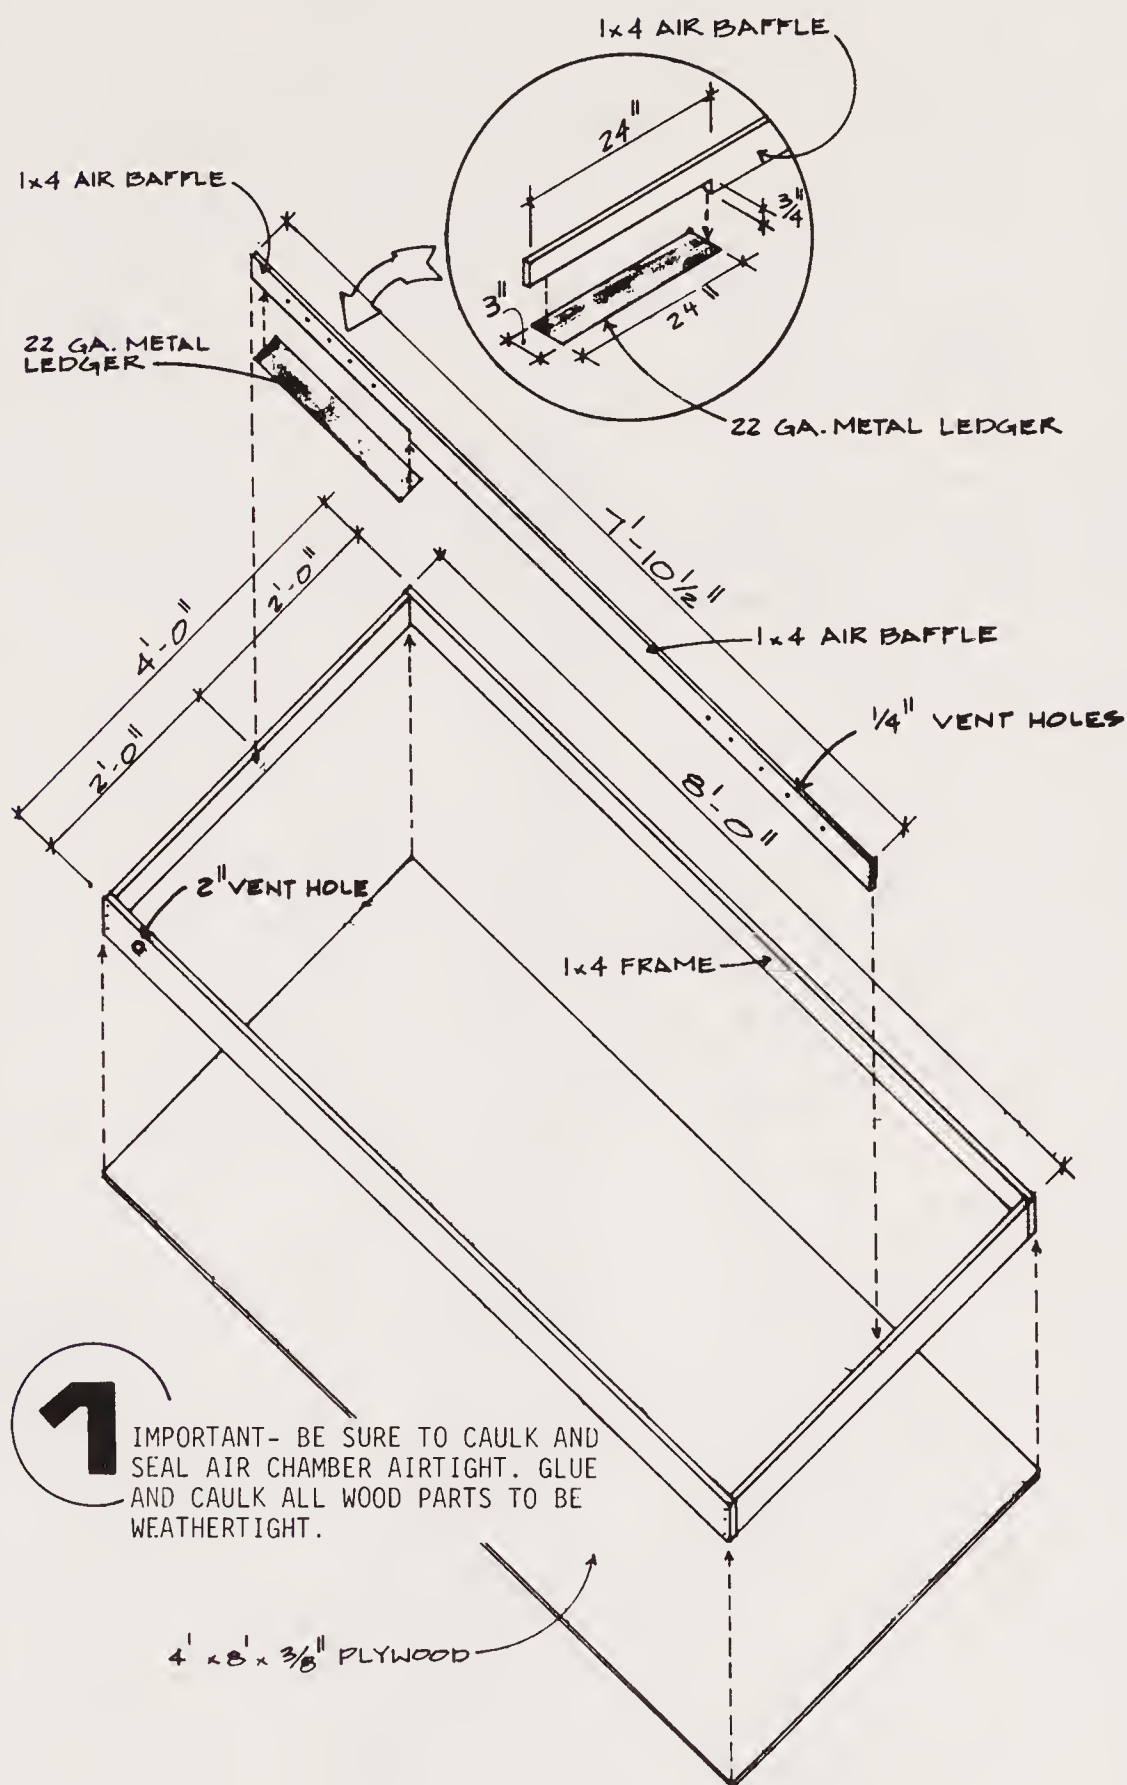 1x4 AIR BAFFLE
24"
1x4 AIR BAFFLE
3/4"
3"
24"
22 GA. METAL
LEDGER
22 GA. METAL LEDGER
7'-10 1/2"
2'-0"
4'-0"
1x4 AIR BAFFLE
1/4" VENT HOLES
2'-0"
8'-0"
2" VENT HOLE
1x4 FRAME
1
IMPORTANT- BE SURE TO CAULK AND
SEAL AIR CHAMBER AIRTIGHT. GLUE
AND CAULK ALL WOOD PARTS TO BE
WEATHERTIGHT.
4' x 8' x 3/8" PLYWOOD